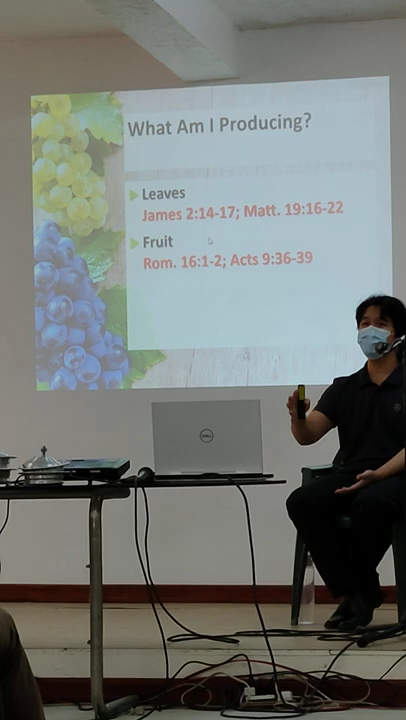 What Am I Producing?
Leaves
James 2:14-17; Matt. 19:16-22
Fruit
Rom. 16:1-2; Acts 9:36-39
DELL